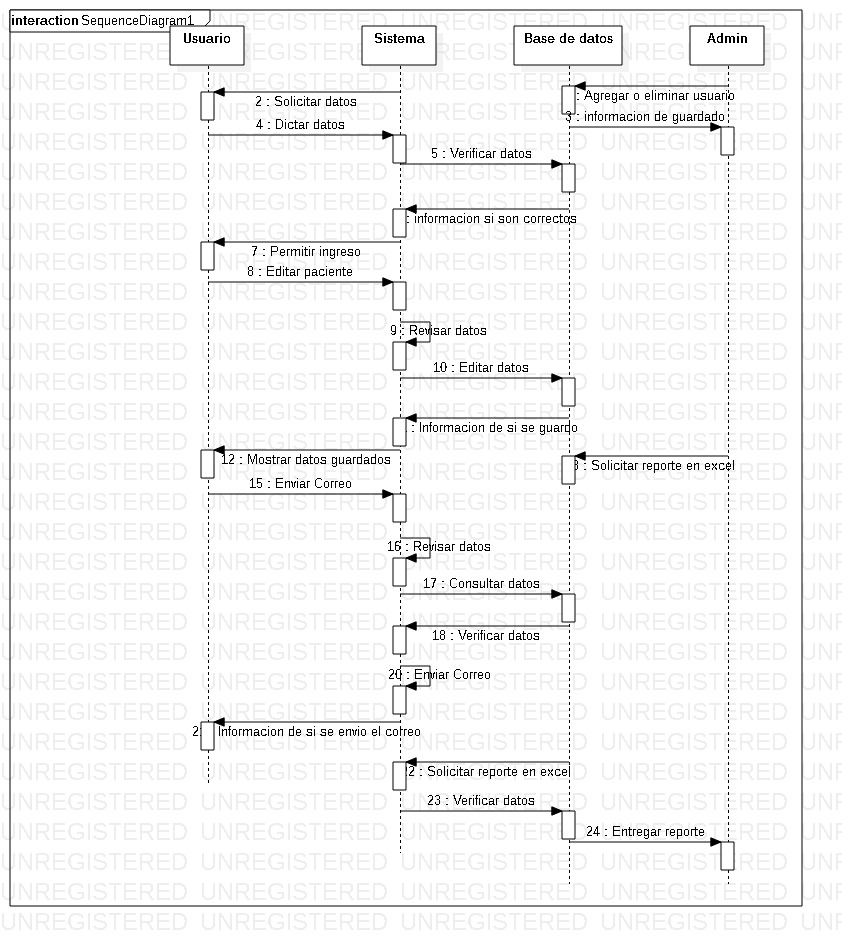 interaction SequenceDiagram1
Usuario
Sistema
Base de datos
Admin
: Agregar o eliminar usuario
2 : Solicitar datos
3 : informacion de guardado
4 : Dictar datos
5 : Verificar datos
: informacion si son correctos
7 : Permitir ingreso
8 : Editar paciente
9 : Revisar datos
10 : Editar datos
: Informacion de si se guardo
12 : Mostrar datos guardados
3 : Solicitar reporte en excel
15 : Enviar Correo
16 : Revisar datos
17 : Consultar datos
18 : Verificar datos
20 : Enviar Correo
2 Informacion de si se envio el correo
2 : Solicitar reporte en excel
23 : Verificar datos
24 : Entregar reporte
UNREGISTERED